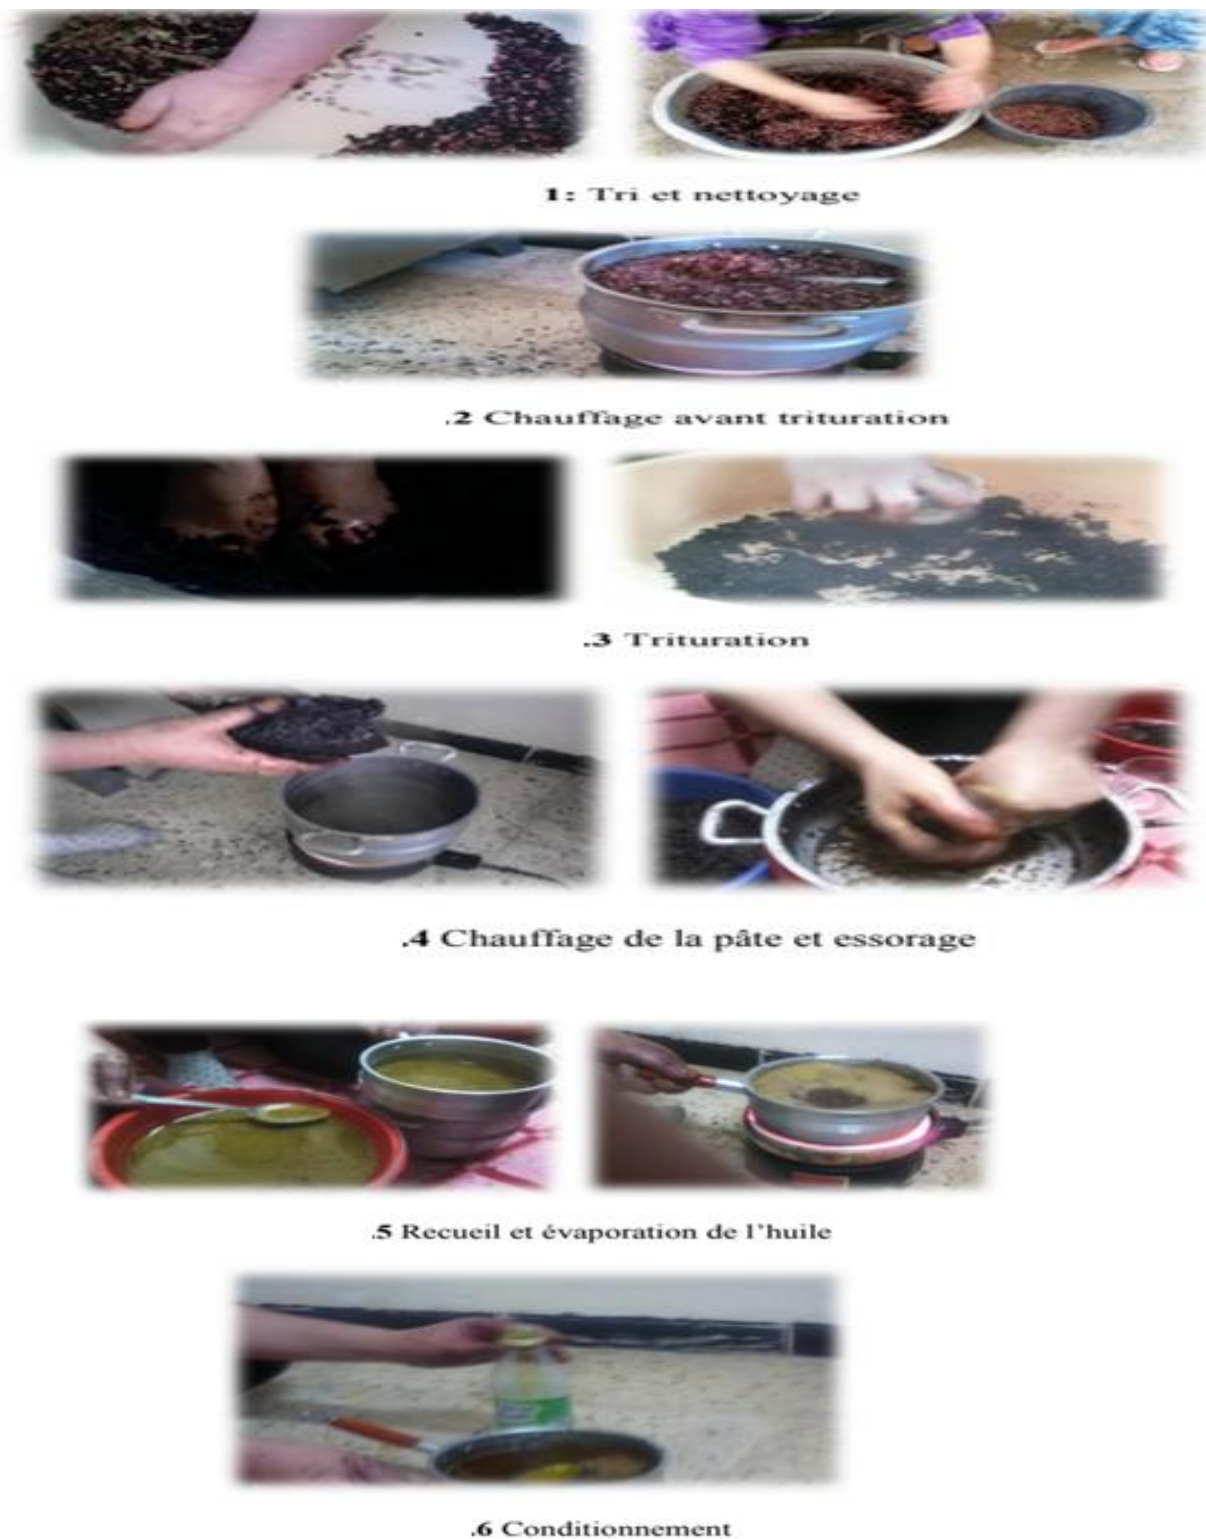 1: Tri et nettoyage
.2 Chauffage avant trituration
.3 Trituration
.4 Chauffage de la pâte et essorage
.5 Recueil et évaporation de l’huile
.6 Conditionnement